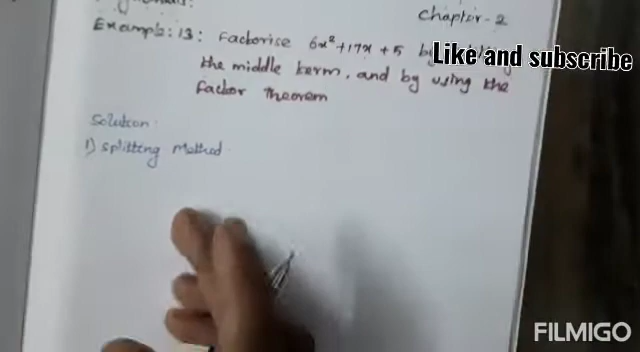 Chapter-2
Example: 13: Factorise 6x²+17x+5 by
Like and subscribe
the middle term, and by using the
Factor Theorem
Solution.
1) Splitting Method.
FILMIGO